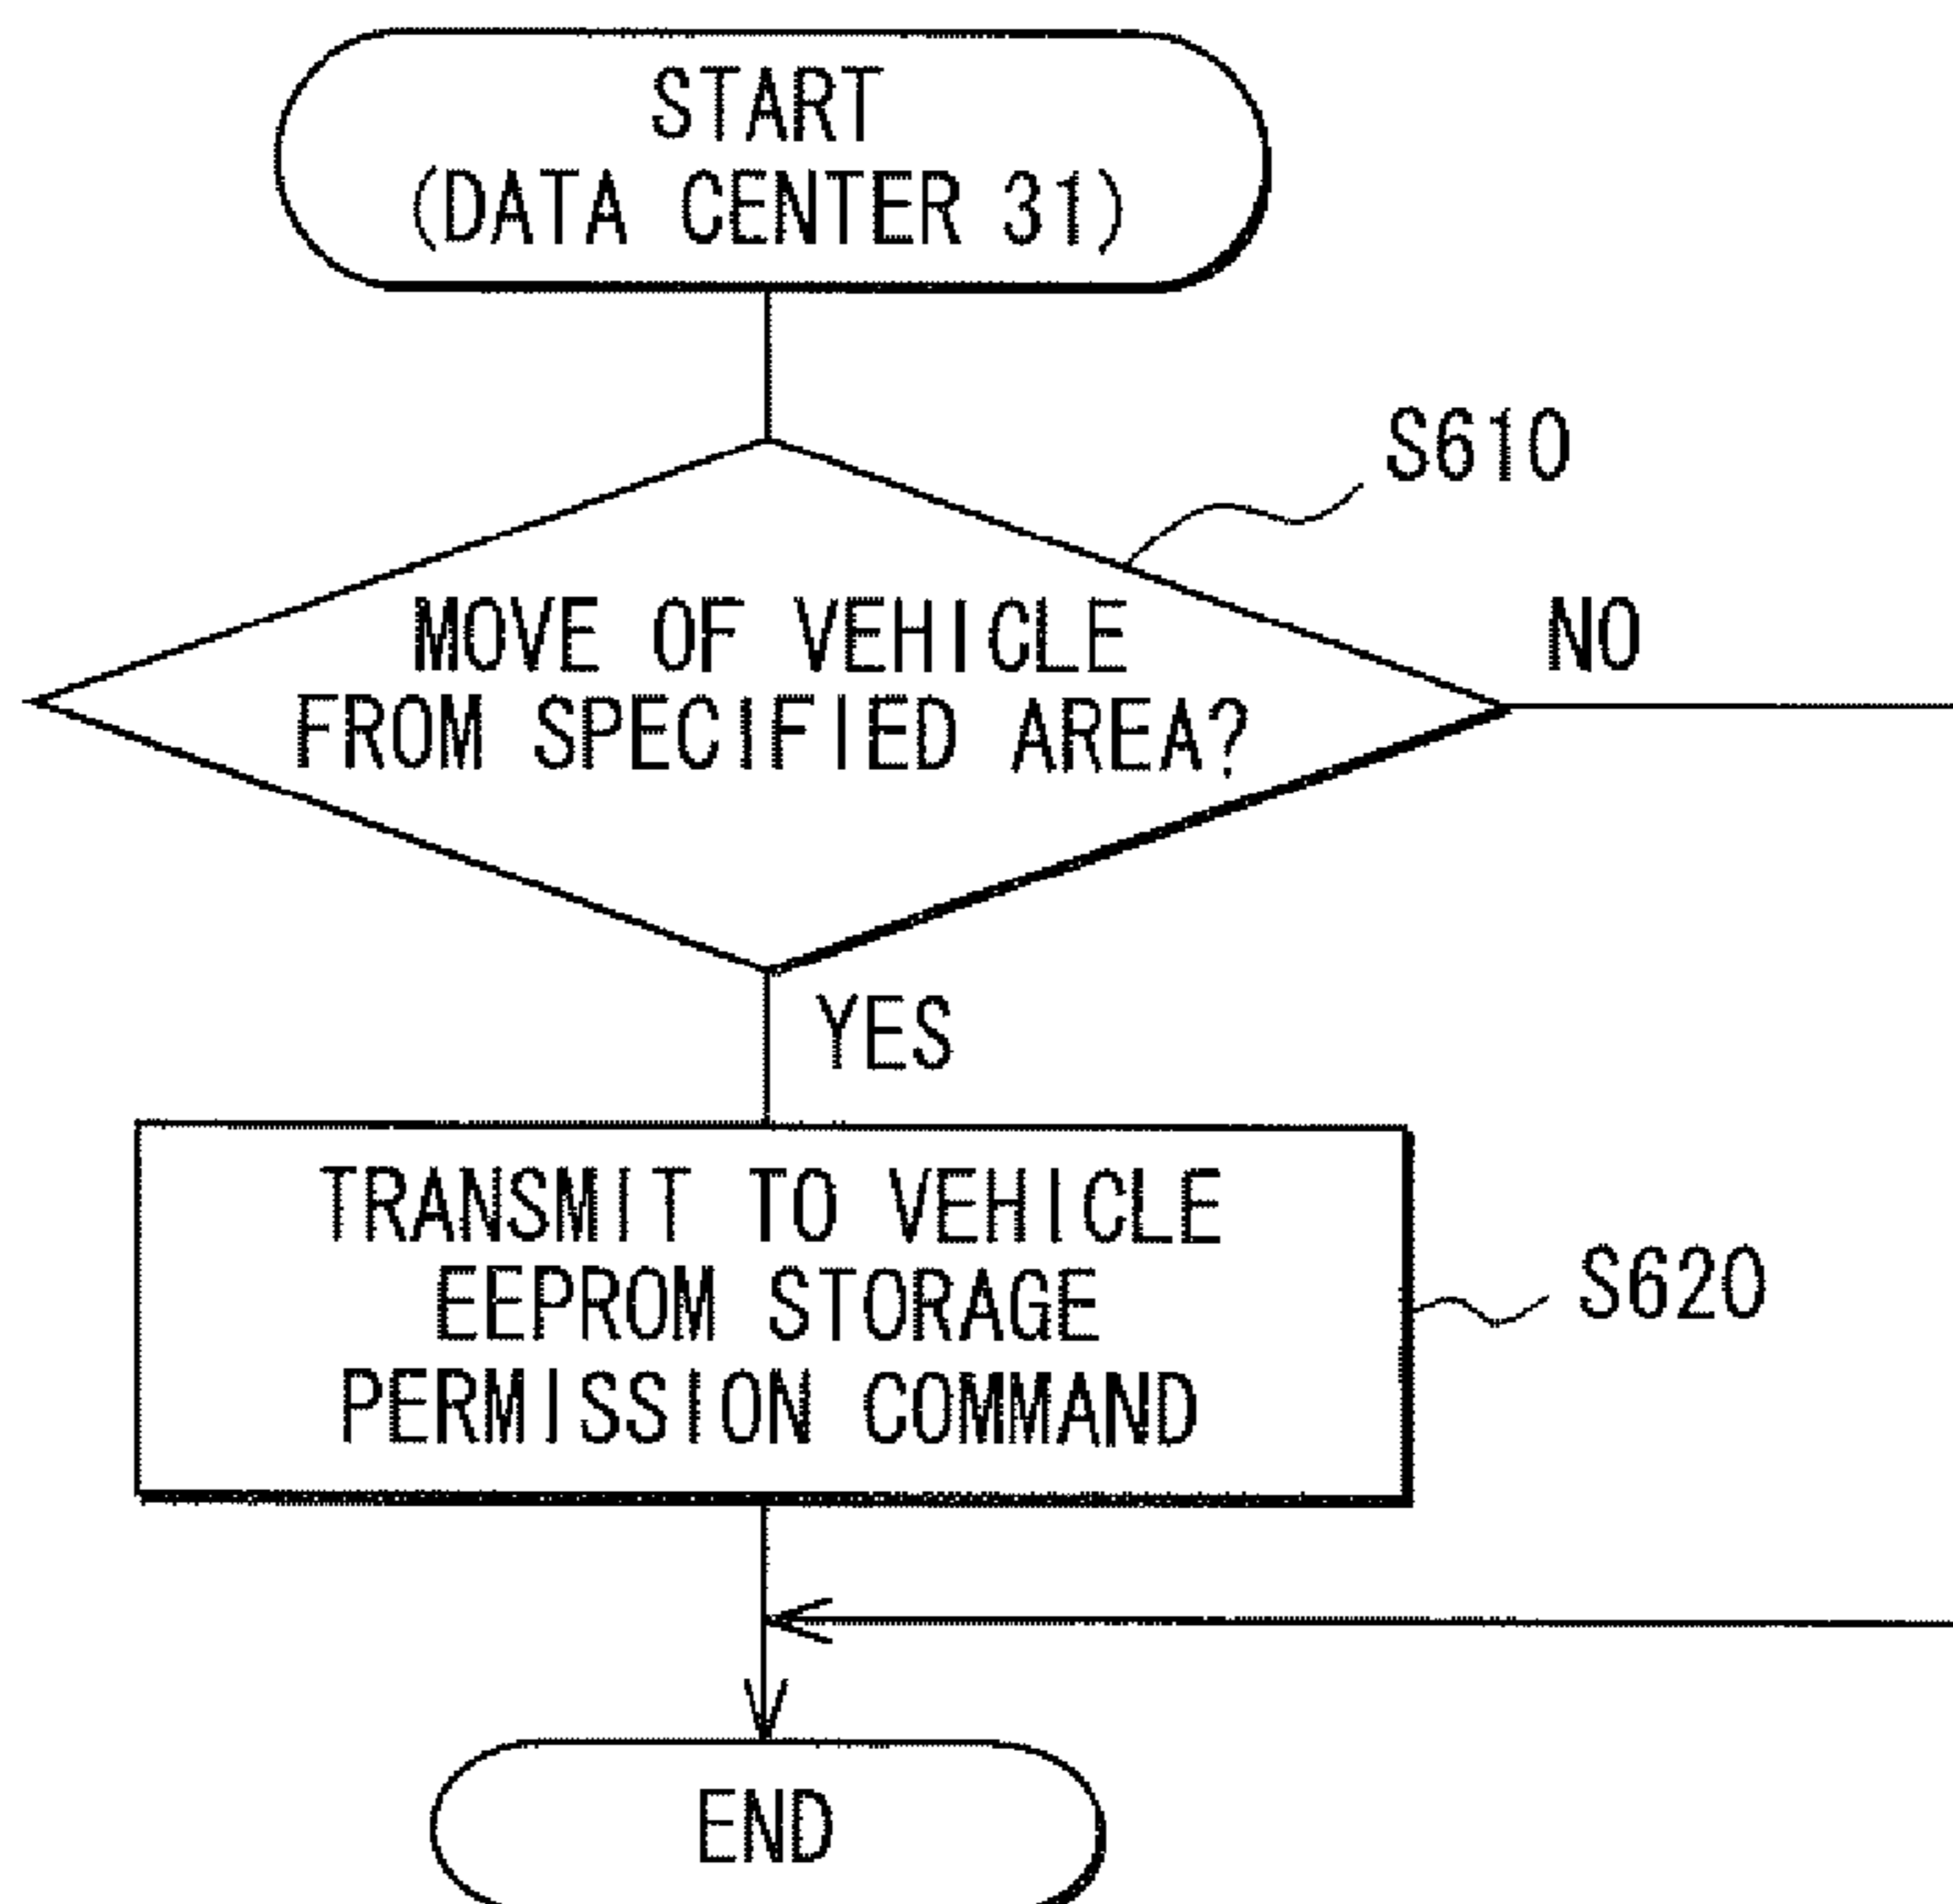 START
(DATA CENTER 31)
S610
MOVE OF VEHICLE
FROM SPECIFIED AREA?
NO
YES
TRANSMIT TO VEHICLE
EEPROM STORAGE
PERMISSION COMMAND
S620
END